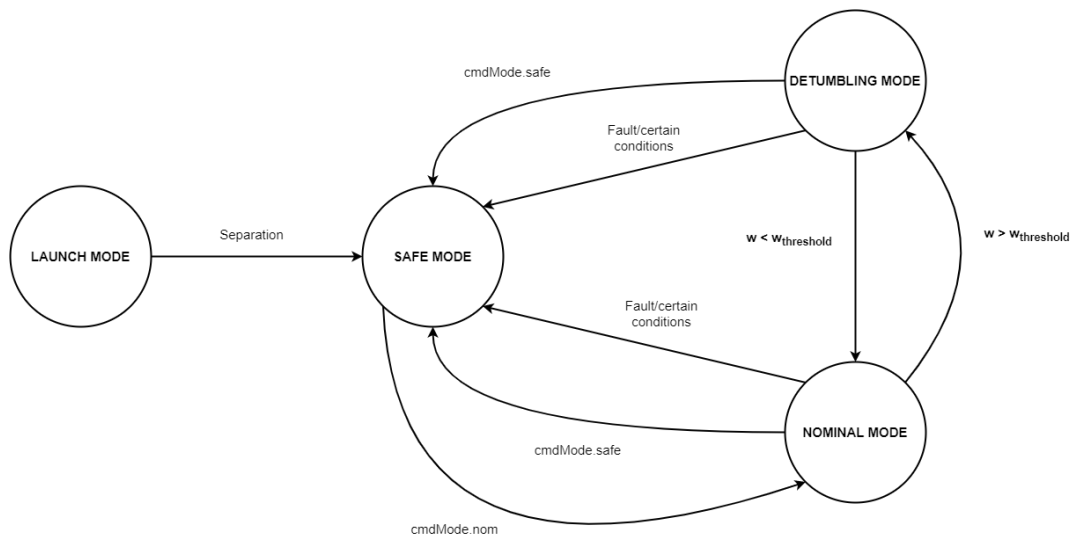 cmdMode.safe
DETUMBLING MODE
Fault/certain
conditions
Separation
LAUNCH MODE
SAFE MODE
w < wthreshold
w > wthreshold
Fault/certain
conditions
NOMINAL MODE
cmdMode.safe
cmdMode.nom